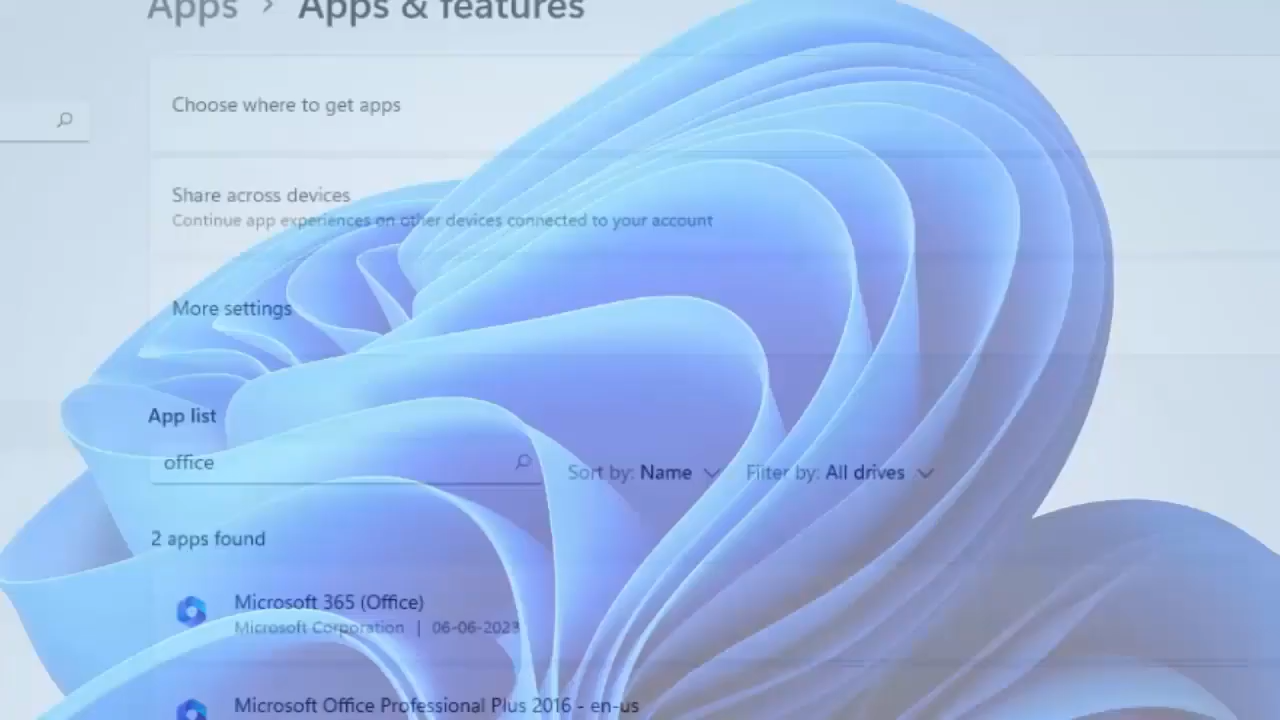 Apps > Apps & features
Choose where to get apps
Share across devices
Continue app experiences on other devices connected to your account
More settings
App list
office
Sort by: Name
Filter by: All drives
2 apps found
Microsoft 365 (Office)
Microsoft Corporation | 06-06-2023
Microsoft Office Professional Plus 2016 - en-us